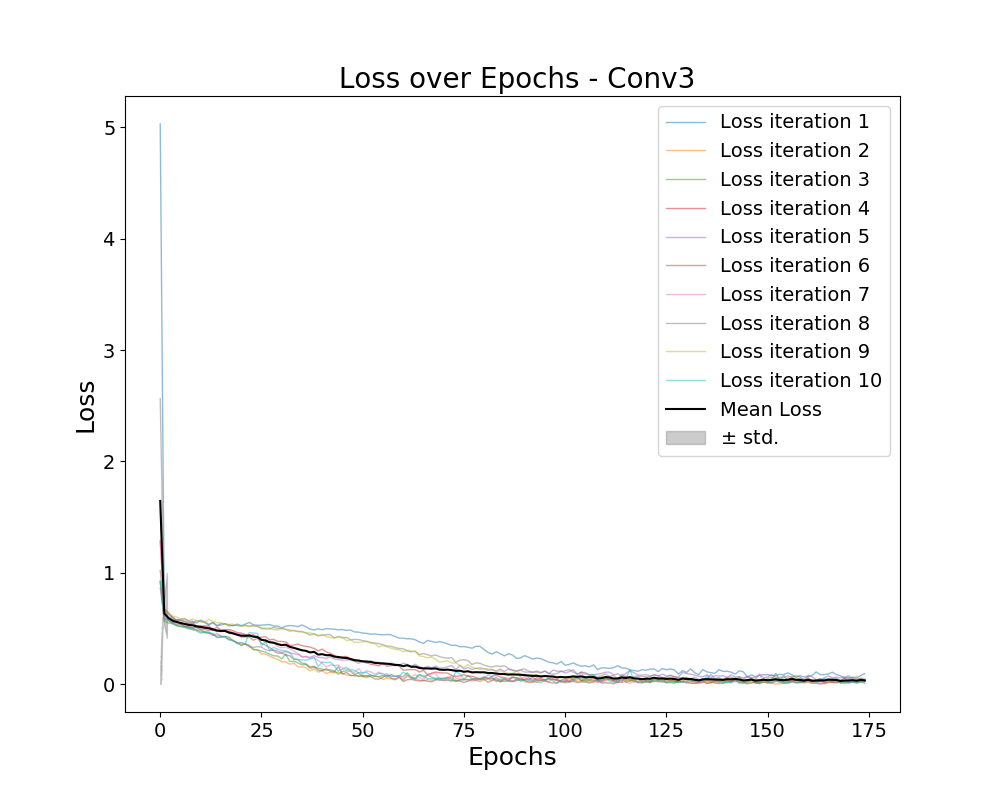 Loss over Epochs - Conv3
Loss
5
4
3
2
1
0
Loss iteration 1
Loss iteration 2
Loss iteration 3
Loss iteration 4
Loss iteration 5
Loss iteration 6
Loss iteration 7
Loss iteration 8
Loss iteration 9
Loss iteration 10
Mean Loss
± std.
0 25 50 75 100 125 150 175
Epochs